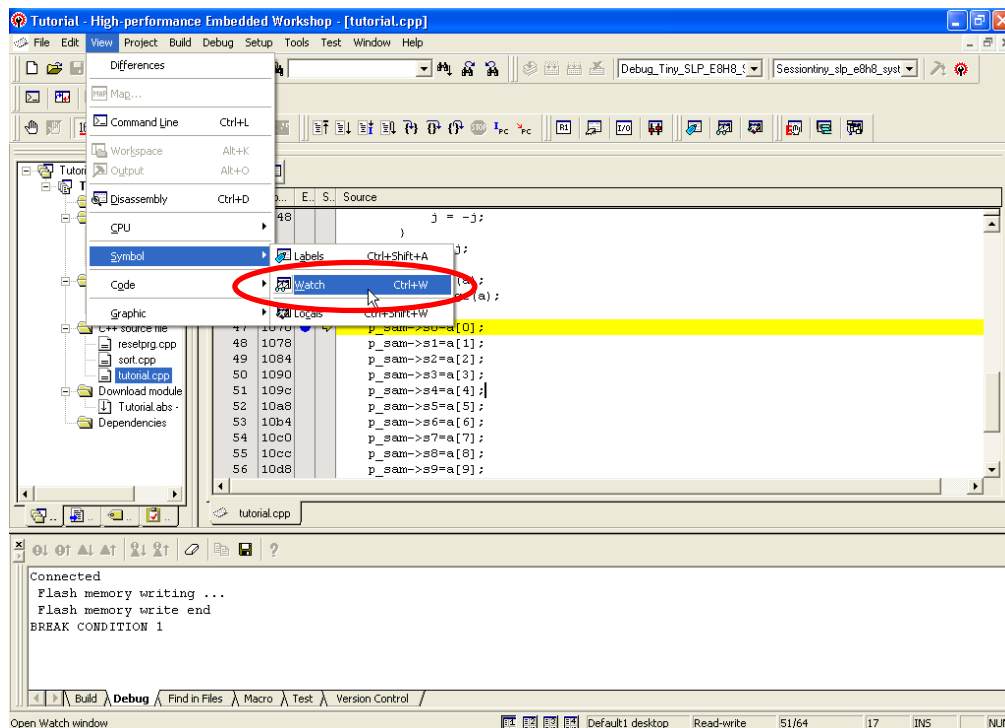 Tutorial - High-performance Embedded Workshop - [tutorial.cpp]
File Edit View Project Build Debug Setup Tools Test Window Help
Differences
Debug_Tiny_SLP_E8H8_
Sessiontiny_slp_e8h8_syst
Map...
Command Line Ctrl+L
Workspace Alt+K
Output Alt+O
Disassembly Ctrl+D
CPU
Symbol
Code
Graphic
Labels Ctrl+Shift+A
Watch Ctrl+W
Locals Ctrl+Shift+W
Tutori
E.. S.. Source
48 j = -j;
}
j;
(a);
(a);
47 1070 p_sam->s0=a[0];
48 1078 p_sam->s1=a[1];
49 1084 p_sam->s2=a[2];
50 1090 p_sam->s3=a[3];
51 109c p_sam->s4=a[4];
52 10a8 p_sam->s5=a[5];
53 10b4 p_sam->s6=a[6];
54 10c0 p_sam->s7=a[7];
55 10cc p_sam->s8=a[8];
56 10d8 p_sam->s9=a[9];
C++ source file
resetprg.cpp
sort.cpp
tutorial.cpp
Download module
Tutorial.abs -
Dependencies
tutorial.cpp
Connected
Flash memory writing ...
Flash memory write end
BREAK CONDITION 1
Build Debug Find in Files Macro Test Version Control
Open Watch window Default1 desktop Read-write 51/64 17 INS NU